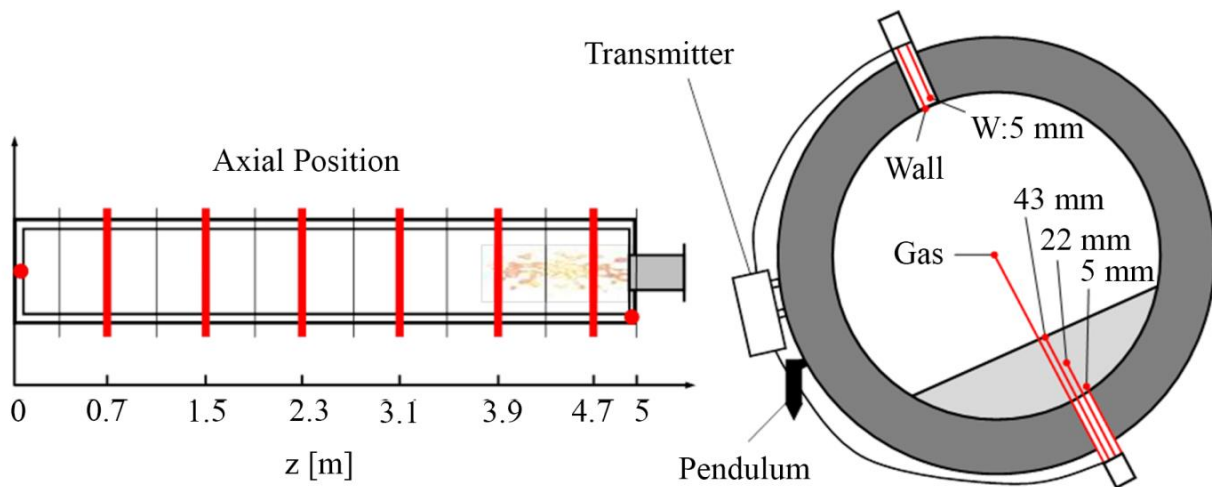 Axial Position
0
0.7
1.5
2.3
3.1
3.9
4.7
5
z [m]
Transmitter
W:5 mm
Wall
43 mm
22 mm
5 mm
Gas
Pendulum